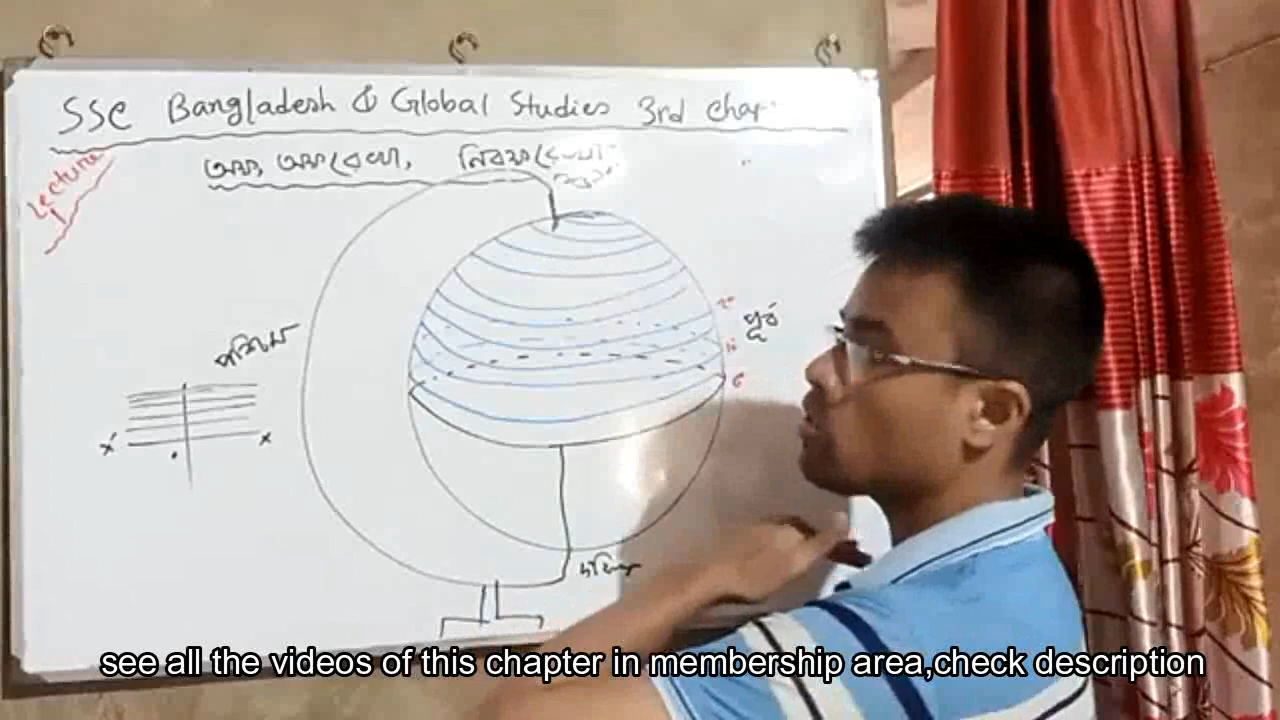 SSC Bangladesh & Global Studies 3rd Chap
Lecture
1
অক্ষ, অক্ষরেখা, নিরক্ষরেখা
পশ্চিম
পূর্ব
x' x
দক্ষিণ
see all the videos of this chapter in membership area,check description